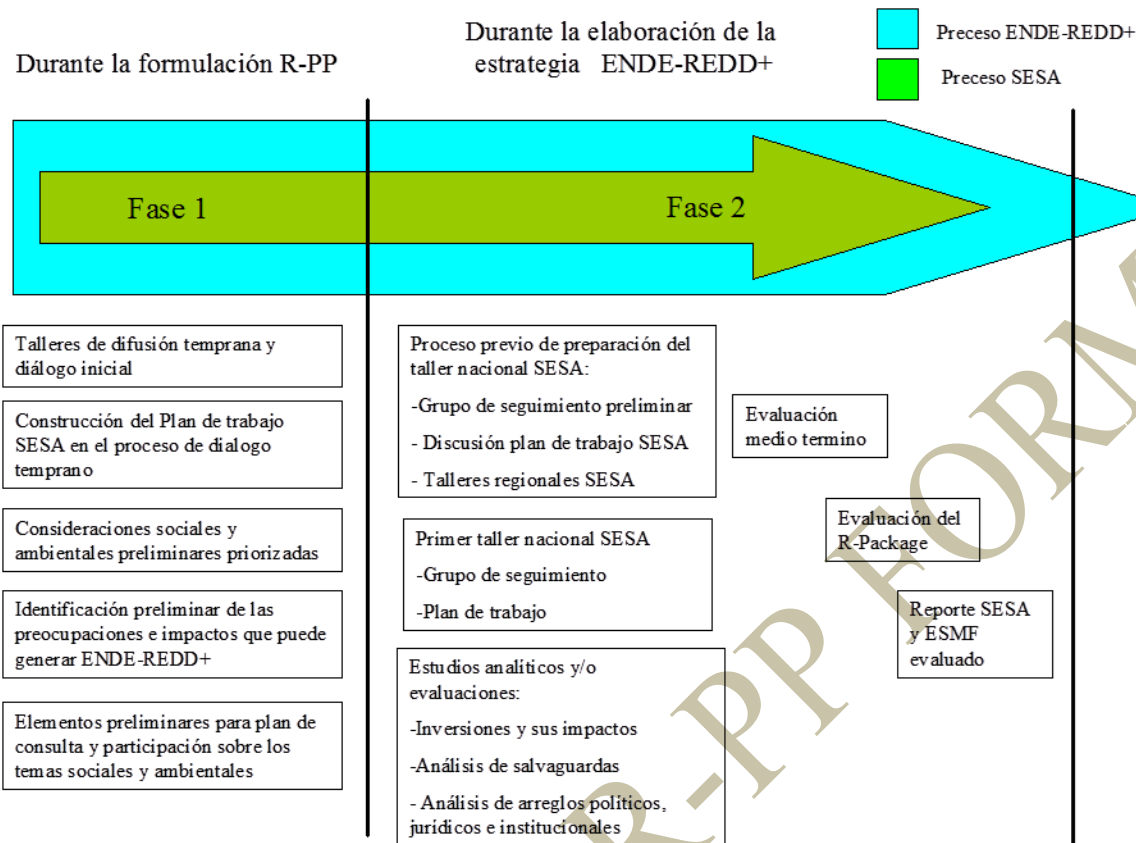 Durante la formulación R-PP
Durante la elaboración de la
estrategia ENDE-REDD+
Preceso ENDE-REDD+
Preceso SESA
Fase 1
Fase 2
Talleres de difusión temprana y
diálogo inicial
Construcción del Plan de trabajo
SESA en el proceso de dialogo
temprano
Consideraciones sociales y
ambientales preliminares priorizadas
Identificación preliminar de las
preocupaciones e impactos que puede
generar ENDE-REDD+
Elementos preliminares para plan de
consulta y participación sobre los
temas sociales y ambientales
Proceso previo de preparación del
taller nacional SESA:
-Grupo de seguimiento preliminar
- Discusión plan de trabajo SESA
- Talleres regionales SESA
Primer taller nacional SESA
-Grupo de seguimiento
-Plan de trabajo
Estudios analíticos y/o
evaluaciones:
-Inversiones y sus impactos
-Análisis de salvaguardas
- Análisis de arreglos políticos,
jurídicos e institucionales
Evaluación
medio termino
Evaluación del
R-Package
Reporte SESA
y ESMF
evaluado
R-PP FORM